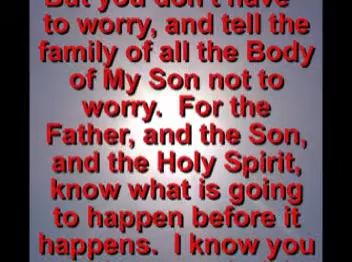 But you don't have
to worry, and tell the
family of all the Body
of My Son not to
worry. For the
Father, and the Son,
and the Holy Spirit,
know what is going
to happen before it
happens. I know you